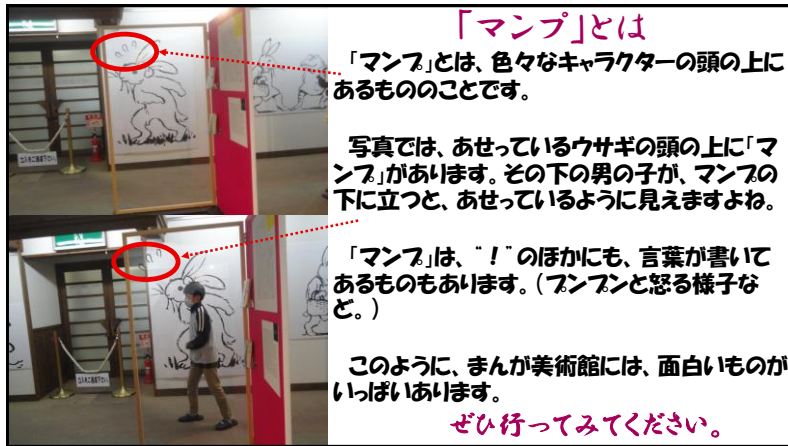 「マンプ」とは
「マンプ」とは、色々なキャラクターの頭の上に
あるもののことです。
写真では、あせっているウサギの頭の上に「マ
ンプ」があります。その下の男の子が、マンプの
下に立つと、あせっているように見えますよね。
「マンプ」は、“！”のほかにも、言葉が書いて
あるものもあります。（プンプンと怒る様子な
ど。）
このように、まんが美術館には、面白いものが
いっぱいあります。
ぜひ行ってみてください。